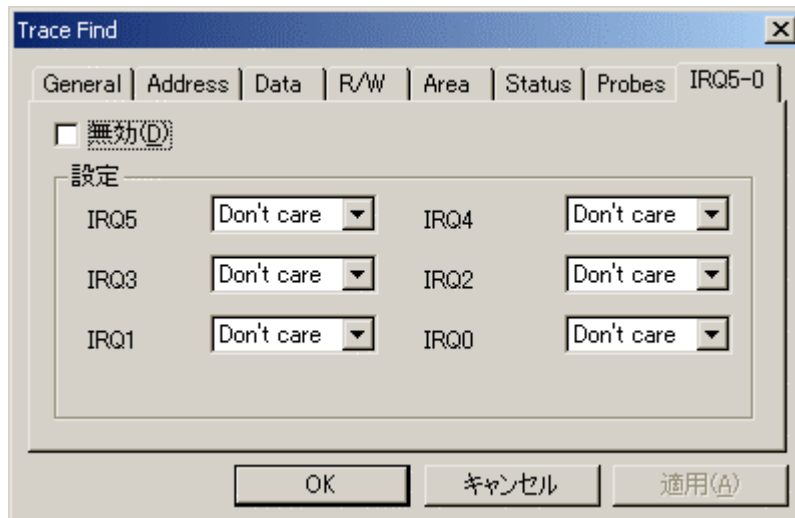 Trace Find
General Address Data R/W Area Status Probes IRQ5-0
無効(D)
設定
IRQ5 Don't care IRQ4 Don't care
IRQ3 Don't care IRQ2 Don't care
IRQ1 Don't care IRQ0 Don't care
OK キャンセル 適用(A)